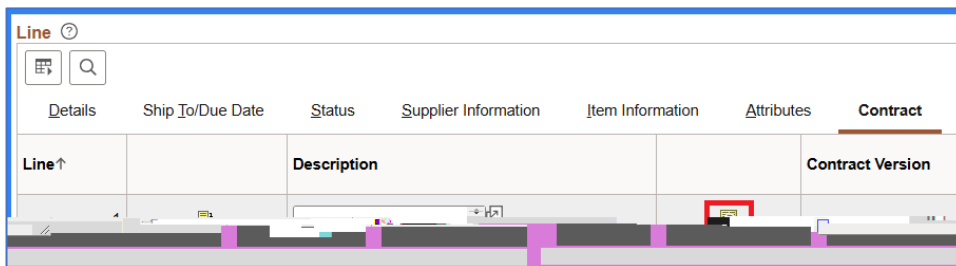 Line
Details Ship To/Due Date Status Supplier Information Item Information Attributes Contract
Line↑ Description Contract Version